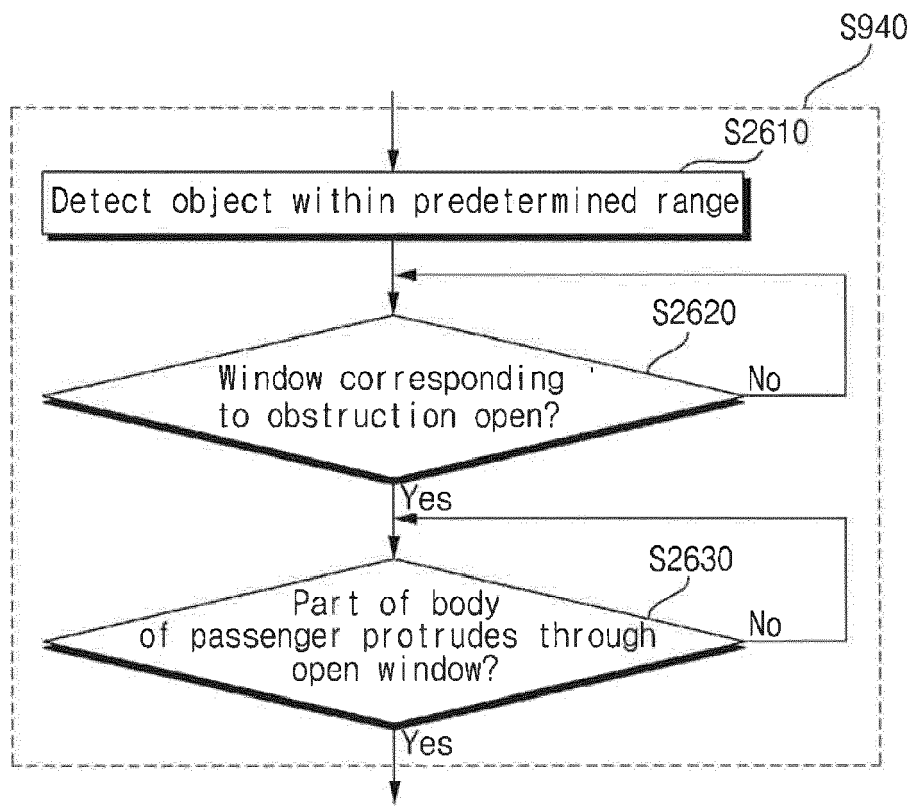 S940
S2610
Detect object within predetermined range
S2620
Window corresponding
to obstruction open?
No
Yes
S2630
Part of body
of passenger protrudes through
open window?
No
Yes